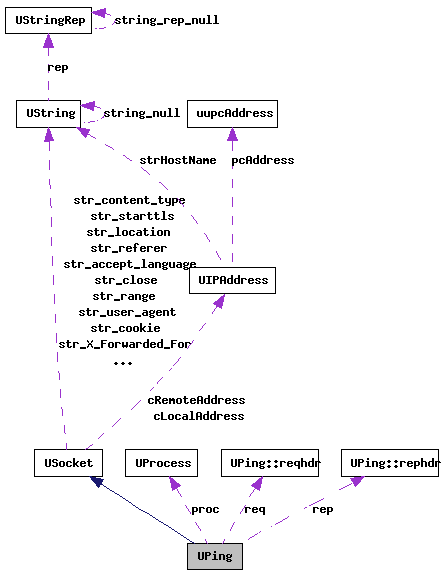 UStringRep
string_rep_null
rep
UString
string_null
uupcAddress
strHostName
pcAddress
str_content_type
str_starttls
str_location
str_referer
str_accept_language
str_close
str_range
str_user_agent
str_cookie
str_X_Forwarded_For
...
UIPAddress
cRemoteAddress
cLocalAddress
USocket
UProcess
UPing::reqhdr
UPing::rephdr
proc
req
rep
UPing